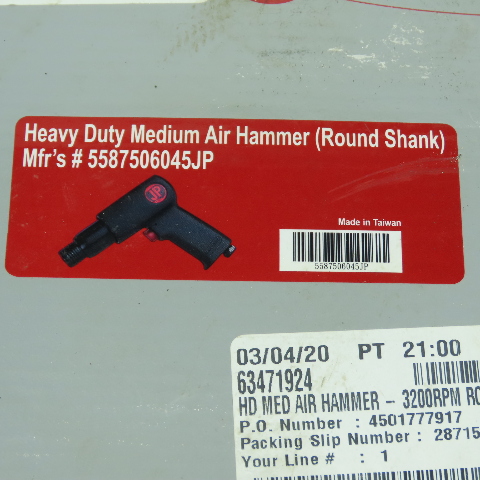 Heavy Duty Medium Air Hammer (Round Shank)
Mfr's # 5587506045JP
JP
Made in Taiwan
5587506045JP
03/04/20 PT 21:00
63471924
HD MED AIR HAMMER - 3200RPM
P.O. Number : 4501777917
Packing Slip Number : 28715
Your Line # : 1